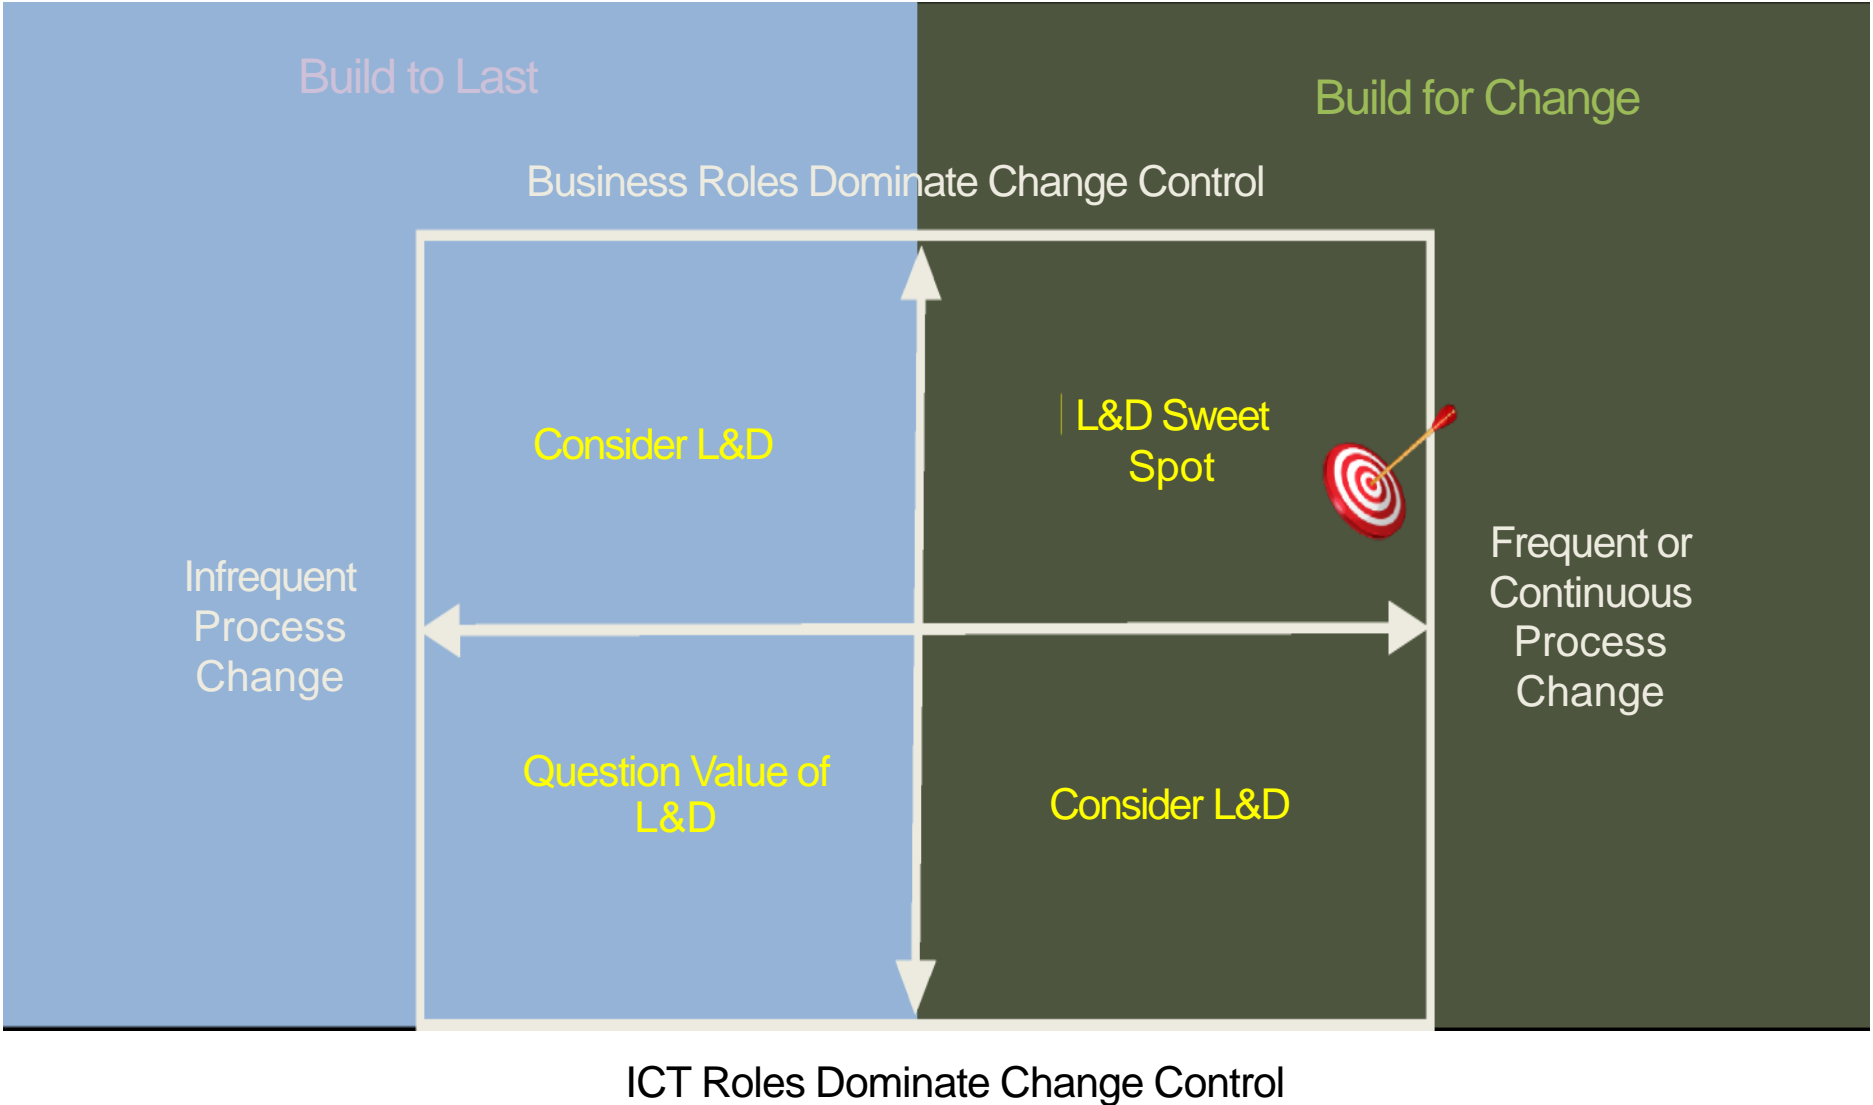 Build to Last
Build for Change
Business Roles Dominate Change Control
Consider L&D
L&D Sweet
Spot
Infrequent
Process
Change
Frequent or
Continuous
Process
Change
Question Value of
L&D
Consider L&D
ICT Roles Dominate Change Control